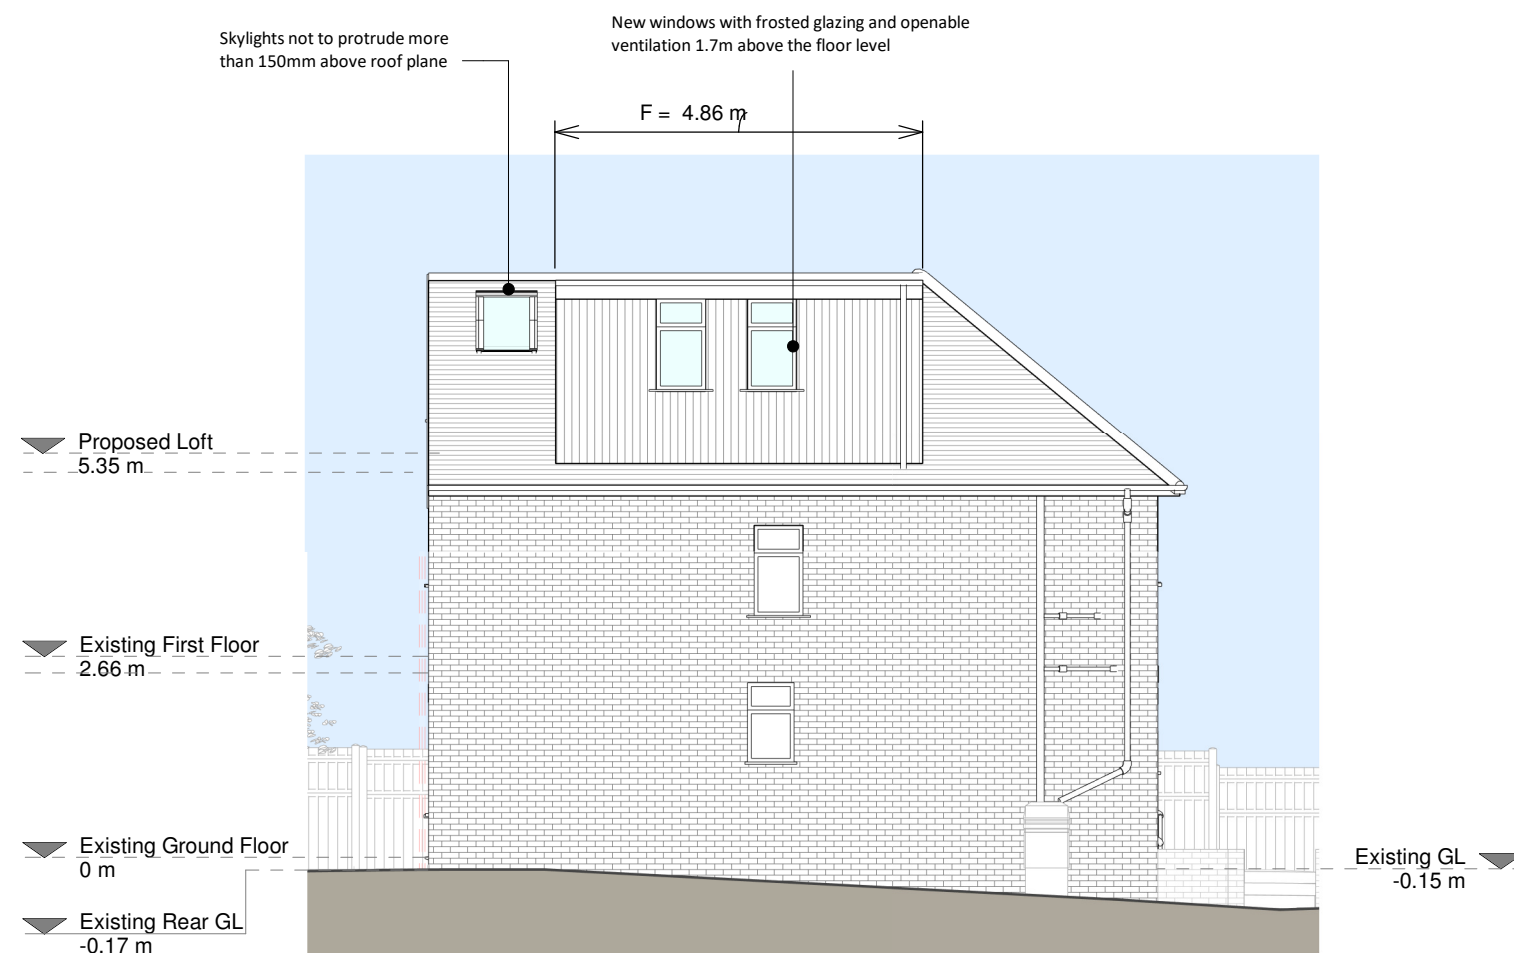 New windows with frosted glazing and openable
ventilation 1.7m above the floor level
Skylights not to protrude more
than 150mm above roof plane
F = 4.86 m
Proposed Loft
5.35 m
Existing First Floor
2.66 m
Existing Ground Floor
0 m
Existing GL
-0.15 m
Existing Rear GL
-0.17 m